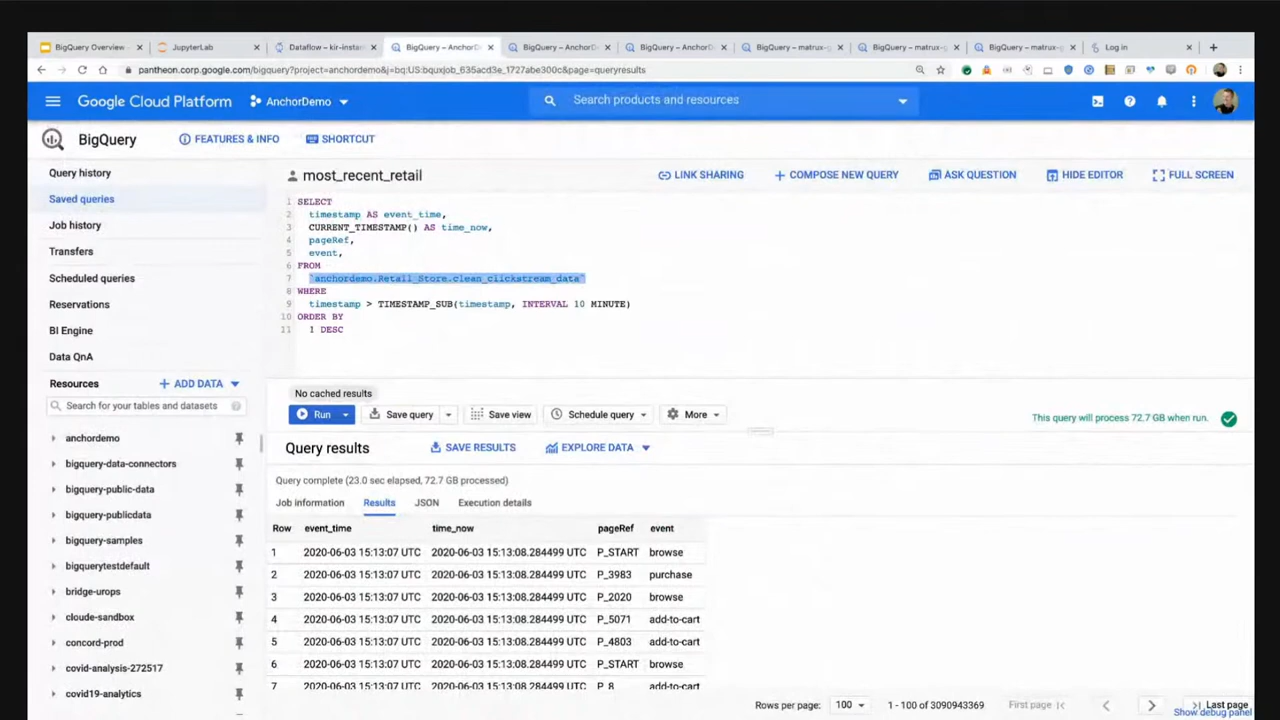 BigQuery Overview - × JupyterLab × Dataflow – kir-instan × BigQuery – AnchorDe × BigQuery – AnchorDe × BigQuery – AnchorDe × BigQuery – matrux-g × BigQuery – matrux-g × BigQuery – matrux-g × Log in × +
pantheon.corp.google.com/bigquery?project=anchordemo&j=bq:US:bquxjob_635acd3e_1727abe300c&page=queryresults
Google Cloud Platform AnchorDemo Search products and resources
BigQuery FEATURES & INFO SHORTCUT
Query history
Saved queries
Job history
Transfers
Scheduled queries
Reservations
BI Engine
Data QnA
Resources + ADD DATA
Search for your tables and datasets
anchordemo
bigquery-data-connectors
bigquery-public-data
bigquery-publicdata
bigquery-samples
bigquerytestdefault
bridge-urops
cloude-sandbox
concord-prod
covid-analysis-272517
covid19-analytics
most_recent_retail LINK SHARING + COMPOSE NEW QUERY ASK QUESTION HIDE EDITOR FULL SCREEN
1 SELECT
2 timestamp AS event_time,
3 CURRENT_TIMESTAMP() AS time_now,
4 pageRef,
5 event,
6 FROM
7 `anchordemo.Retail_Store.clean_clickstream_data`
8 WHERE
9 timestamp > TIMESTAMP_SUB(timestamp, INTERVAL 10 MINUTE)
10 ORDER BY
11 1 DESC
No cached results
Run Save query Save view Schedule query More This query will process 72.7 GB when run.
Query results SAVE RESULTS EXPLORE DATA
Query complete (23.0 sec elapsed, 72.7 GB processed)
Job information Results JSON Execution details
Row event_time time_now pageRef event
1 2020-06-03 15:13:07 UTC 2020-06-03 15:13:08.284499 UTC P_START browse
2 2020-06-03 15:13:07 UTC 2020-06-03 15:13:08.284499 UTC P_3983 purchase
3 2020-06-03 15:13:07 UTC 2020-06-03 15:13:08.284499 UTC P_2020 browse
4 2020-06-03 15:13:07 UTC 2020-06-03 15:13:08.284499 UTC P_5071 add-to-cart
5 2020-06-03 15:13:07 UTC 2020-06-03 15:13:08.284499 UTC P_4803 add-to-cart
6 2020-06-03 15:13:07 UTC 2020-06-03 15:13:08.284499 UTC P_START browse
7 2020-06-03 15:13:07 UTC 2020-06-03 15:13:08.284499 UTC P_8 add-to-cart
Rows per page: 100 1 - 100 of 3090943369 First page Last page
Show debug panel